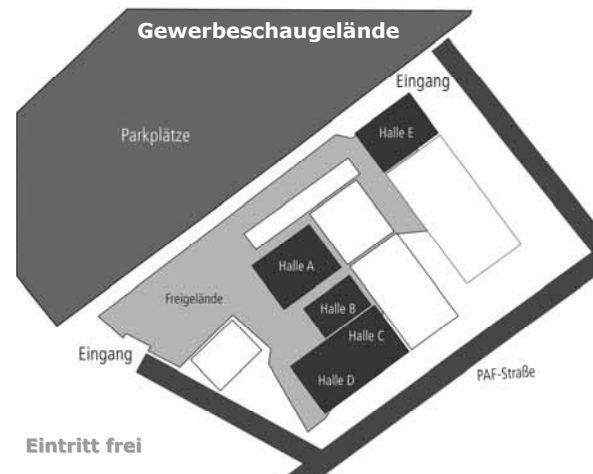 Gewerbeschaugelände
Eingang
Parkplätze
Halle E
Halle A
Freigelände
Halle B
Halle C
Eingang
Halle D
PAF-Straße
Eintritt frei